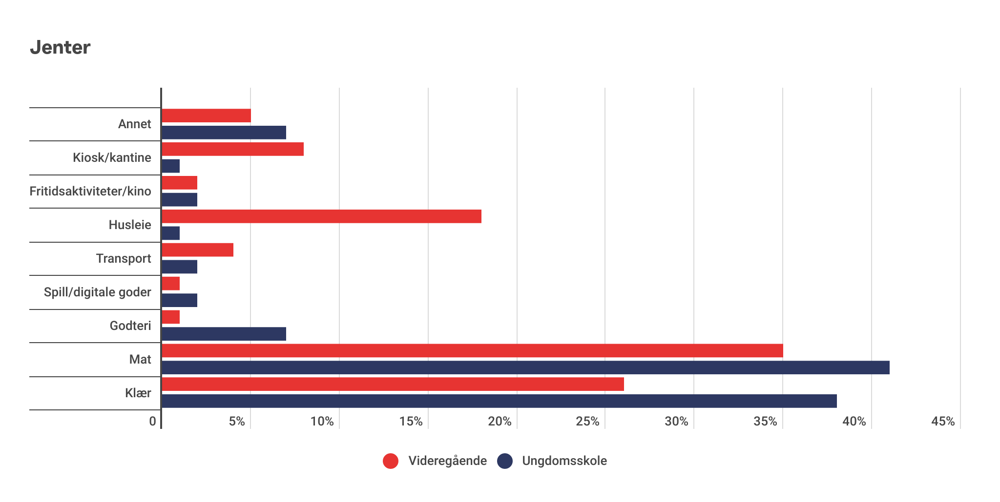 Jenter
Annet
Kiosk/kantine
Fritidsaktiviteter/kino
Husleie
Transport
Spill/digitale goder
Godteri
Mat
Klær
0 5% 10% 15% 20% 25% 30% 35% 40% 45%
Videregående Ungdomsskole